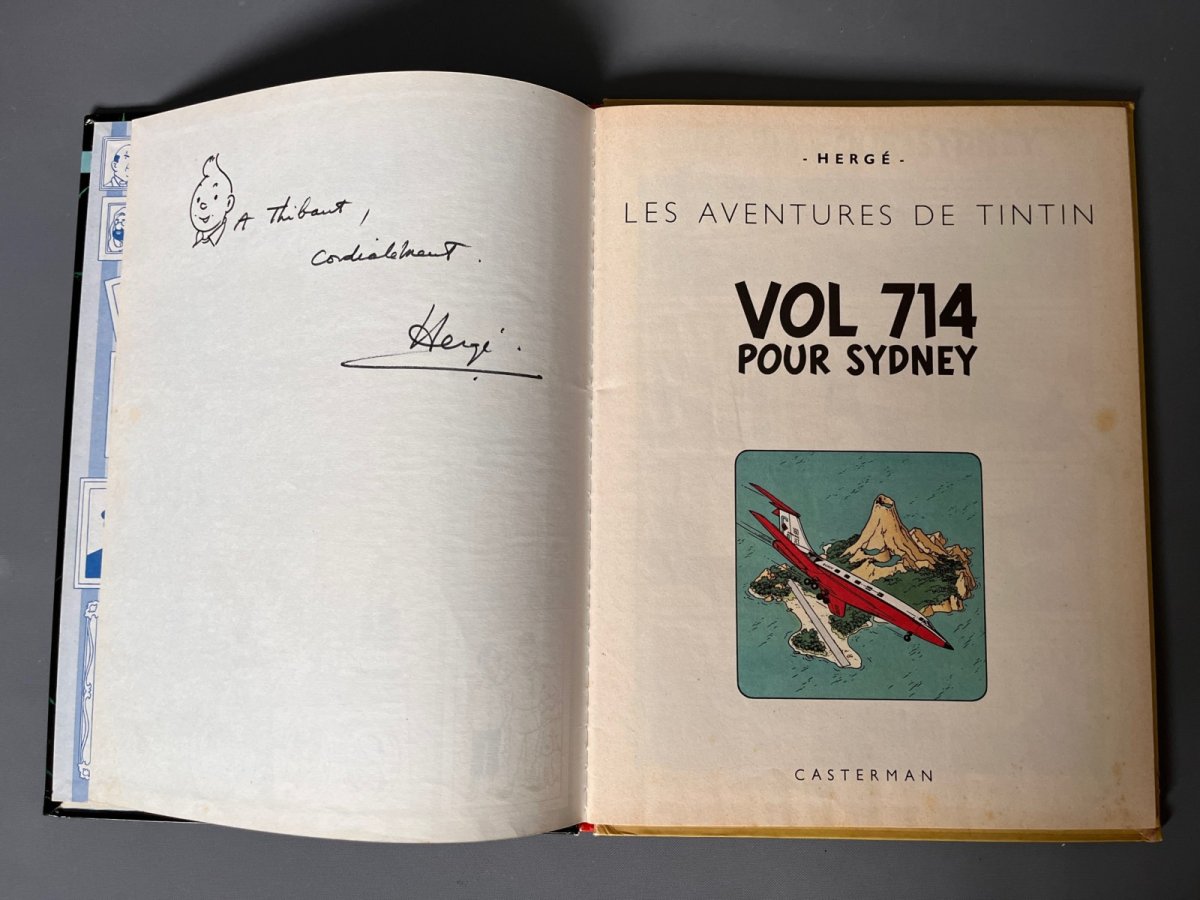 A Thibaut,
cordialement.
Hergé.
- HERGÉ -
LES AVENTURES DE TINTIN
VOL 714
POUR SYDNEY
CASTERMAN